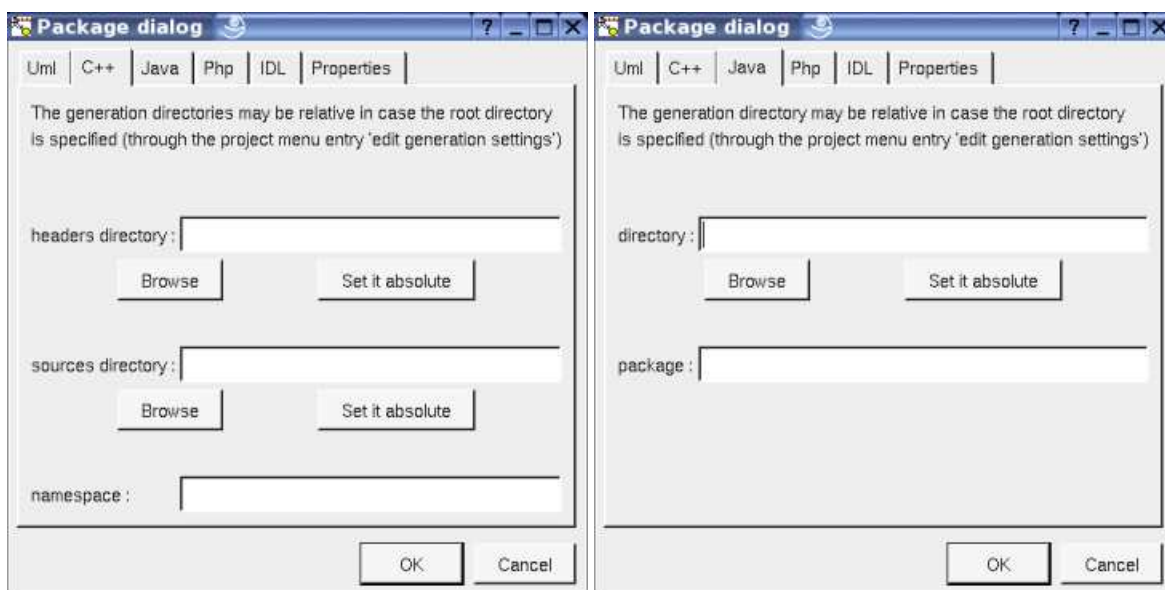 Package dialog
?
Uml C++ Java Php IDL Properties
The generation directories may be relative in case the root directory
is specified (through the project menu entry 'edit generation settings')
headers directory :
Browse Set it absolute
sources directory :
Browse Set it absolute
namespace :
OK Cancel
Package dialog
?
Uml C++ Java Php IDL Properties
The generation directory may be relative in case the root directory
is specified (through the project menu entry 'edit generation settings')
directory :
Browse Set it absolute
package :
OK Cancel